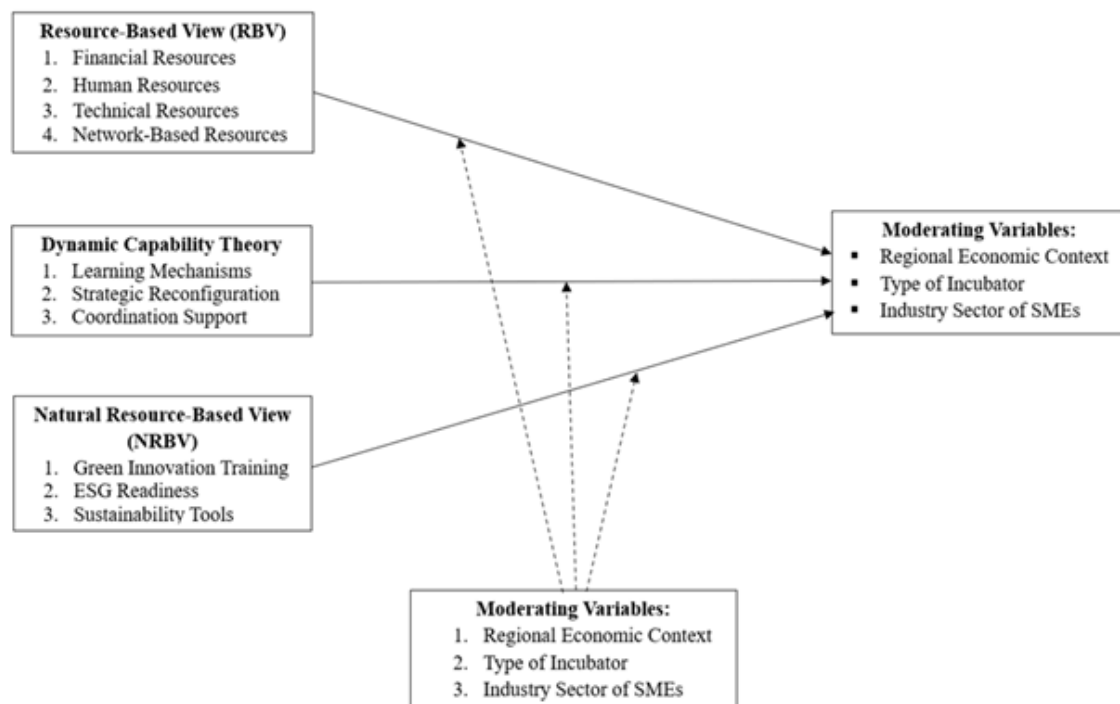 Resource-Based View (RBV)
1. Financial Resources
2. Human Resources
3. Technical Resources
4. Network-Based Resources
Dynamic Capability Theory
1. Learning Mechanisms
2. Strategic Reconfiguration
3. Coordination Support
Natural Resource-Based View
(NRBV)
1. Green Innovation Training
2. ESG Readiness
3. Sustainability Tools
Moderating Variables:
▪ Regional Economic Context
▪ Type of Incubator
▪ Industry Sector of SMEs
Moderating Variables:
1. Regional Economic Context
2. Type of Incubator
3. Industry Sector of SMEs